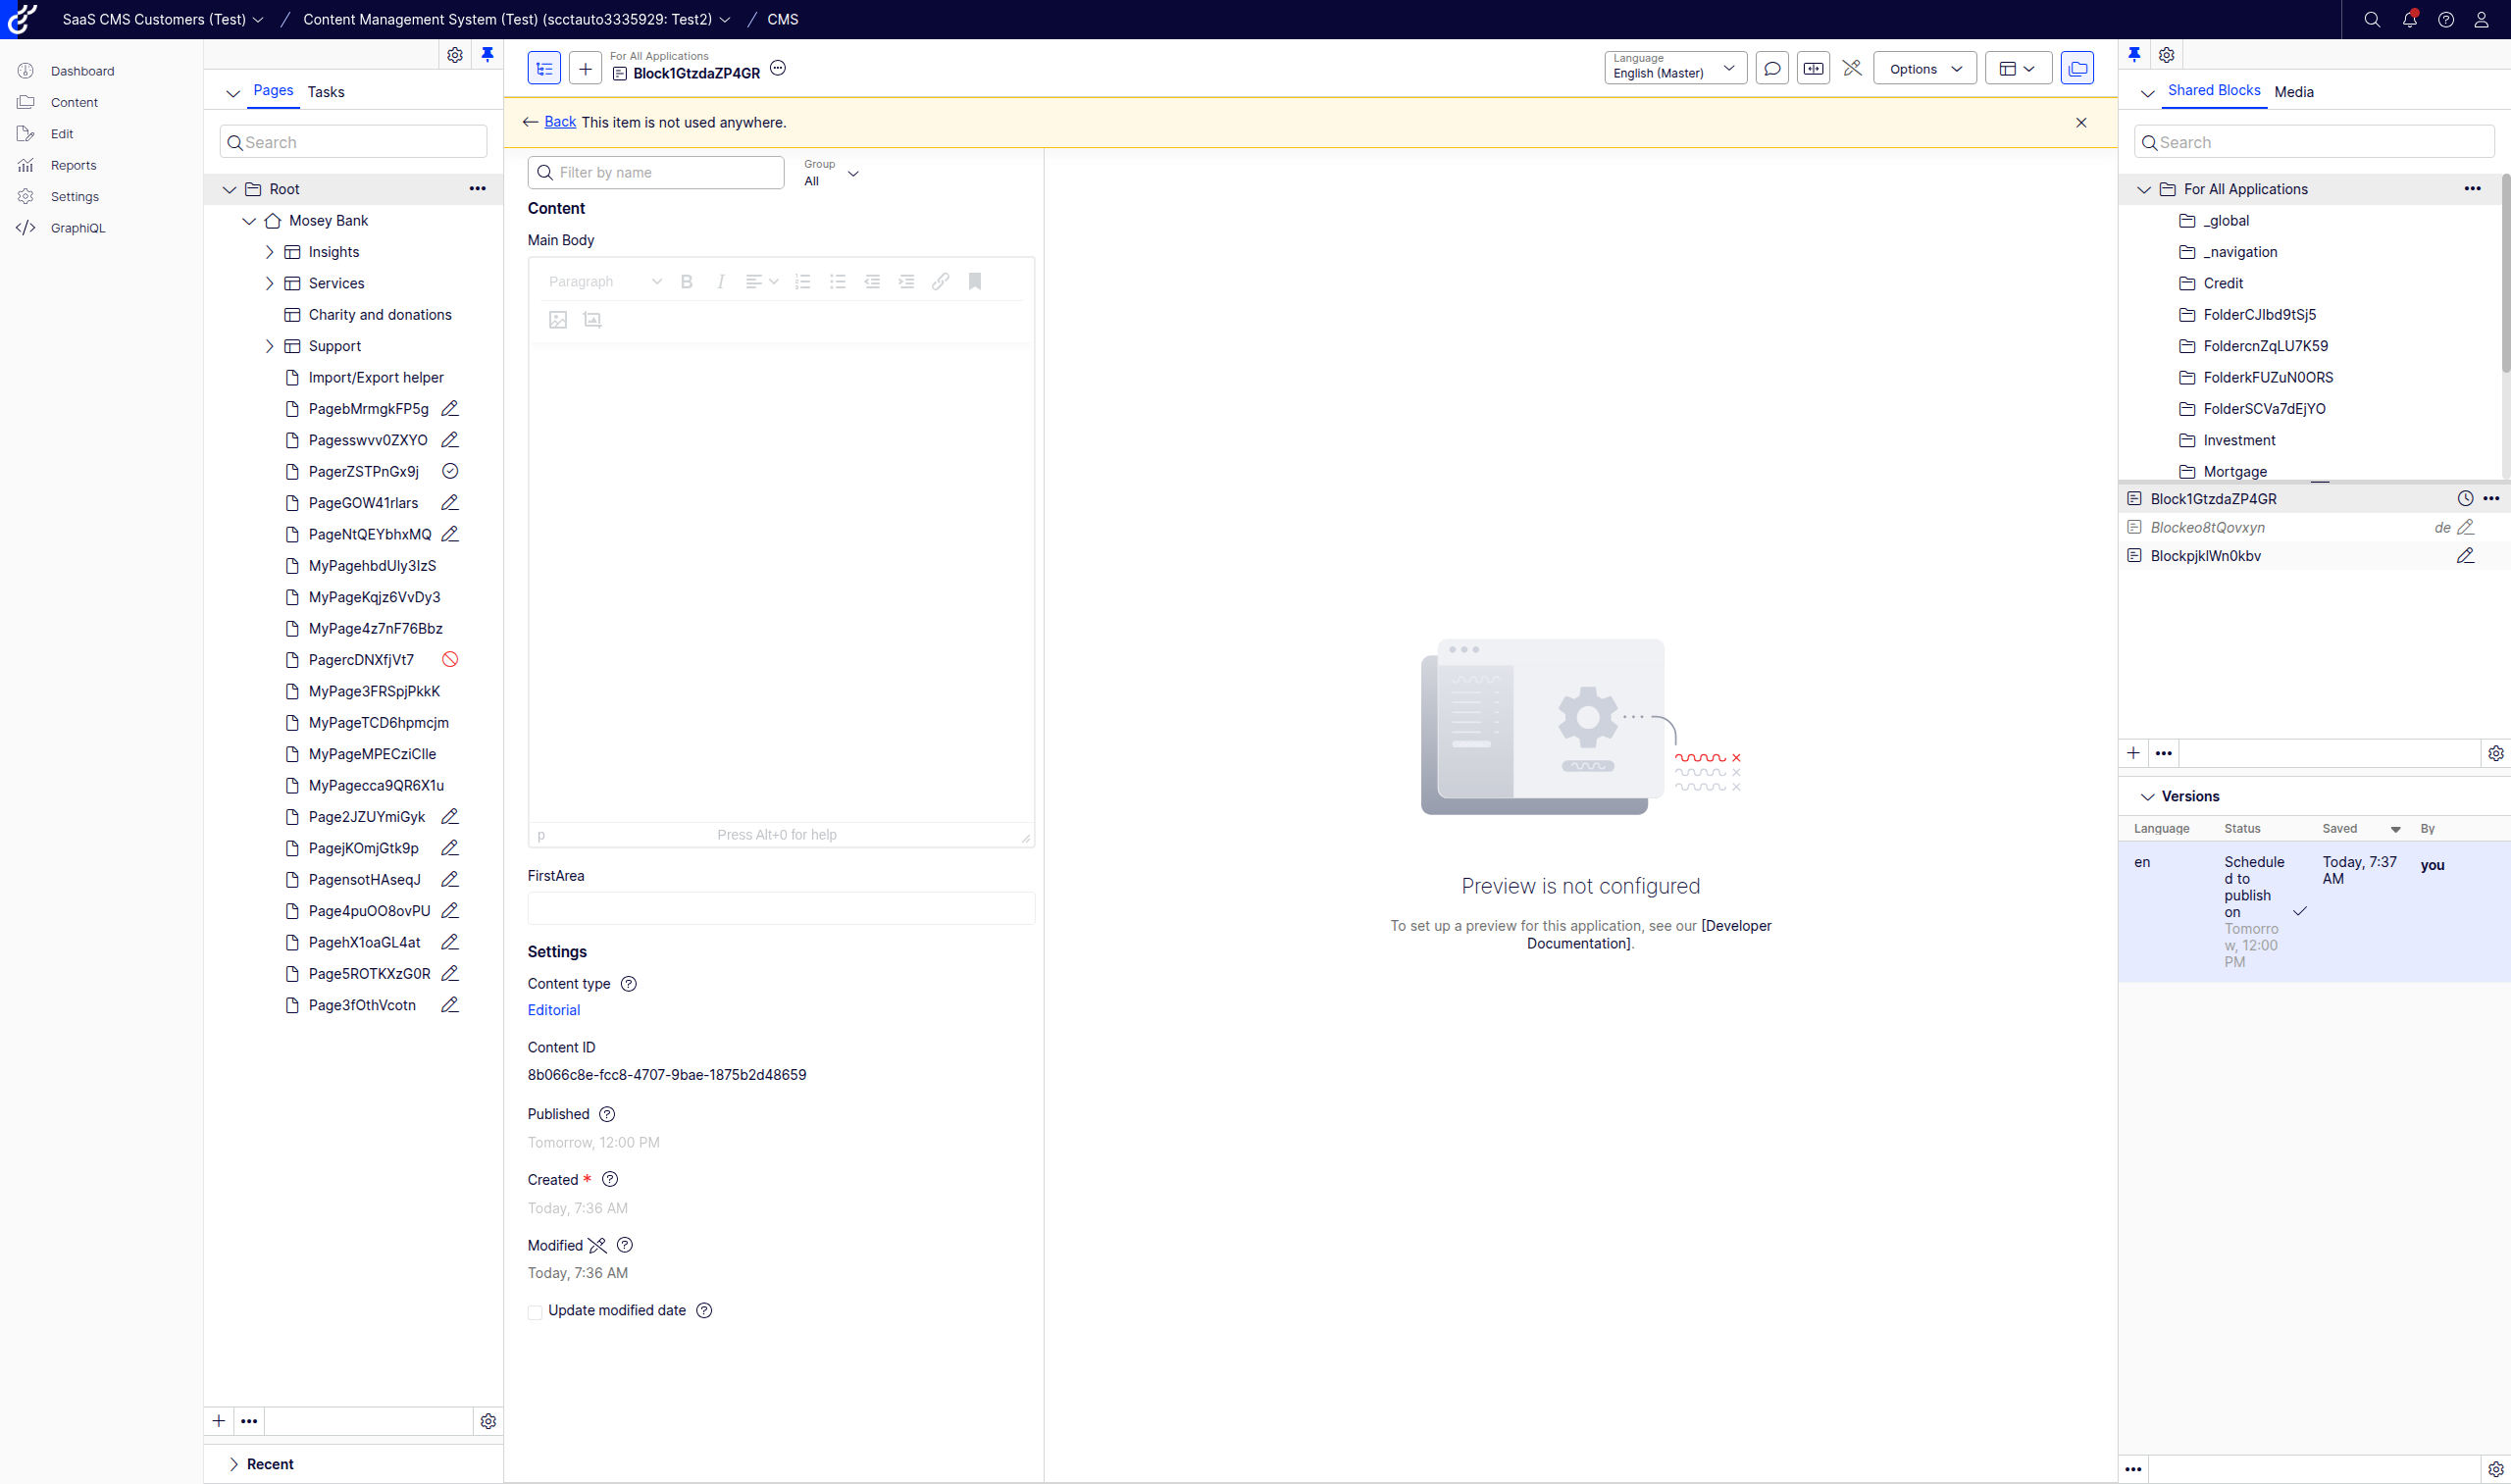 SaaS CMS Customers (Test) / Content Management System (Test) (scctauto3335929: Test2) / CMS
Dashboard
Content
Edit
Reports
Settings
GraphiQL
Pages Tasks
Search
Root
Mosey Bank
Insights
Services
Charity and donations
Support
Import/Export helper
PagebMrmgkFP5g
Pagesswvv0ZXYO
PagerZSTPnGx9j
PageGOW41rlars
PageNtQEYbhxMQ
MyPagehbdUly3IzS
MyPageKqjz6VvDy3
MyPage4z7nF76Bbz
PagercDNXfjVt7
MyPage3FRSpjPkkK
MyPageTCD6hpmcjm
MyPageMPECziClle
MyPagecca9QR6X1u
Page2JZUYmiGyk
PagejKOmjGtk9p
PagensotHAseqJ
Page4puOO8ovPU
PagehX1oaGL4at
Page5ROTKXzG0R
Page3fOthVcotn
Recent
For All Applications
Block1GtzdaZP4GR
Language
English (Master)
Options
Back This item is not used anywhere.
Filter by name
Group
All
Content
Main Body
Paragraph
p Press Alt+0 for help
FirstArea
Settings
Content type
Editorial
Content ID
8b066c8e-fcc8-4707-9bae-1875b2d48659
Published
Tomorrow, 12:00 PM
Created *
Today, 7:36 AM
Modified
Today, 7:36 AM
Update modified date
Preview is not configured
To set up a preview for this application, see our [Developer
Documentation].
Shared Blocks Media
Search
For All Applications
_global
_navigation
Credit
FolderCJlbd9tSj5
FoldercnZqLU7K59
FolderkFUZuN0ORS
FolderSCVa7dEjYO
Investment
Mortgage
Block1GtzdaZP4GR
Blockeo8tQovxyn de
BlockpjklWn0kbv
Versions
Language Status Saved By
en Schedule
d to
publish
on
Tomorro
w, 12:00
PM
Today, 7:37
AM
you